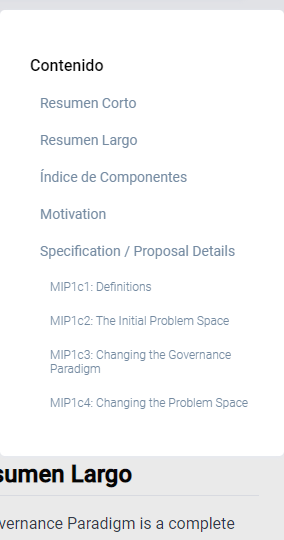 Contenido
Resumen Corto
Resumen Largo
Índice de Componentes
Motivation
Specification / Proposal Details
MIP1c1: Definitions
MIP1c2: The Initial Problem Space
MIP1c3: Changing the Governance
Paradigm
MIP1c4: Changing the Problem Space
sumen Largo
vernance Paradigm is a complete